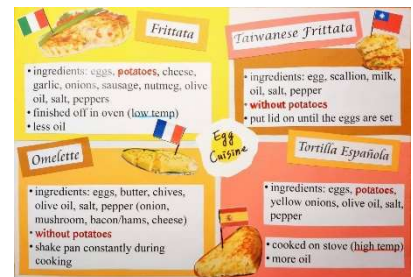 Frittata
• ingredients: eggs, potatoes, cheese,
garlic, onions, sausage, nutmeg, olive
oil, salt, peppers
• finished off in oven (low temp)
• less oil
Taiwanese Frittata
• ingredients: egg, scallion, milk,
oil, salt, pepper
• without potatoes
• put lid on until the eggs are set
Egg
Cuisine
Omelette
• ingredients: eggs, butter, chives,
olive oil, salt, pepper (onion,
mushroom, bacon/hams, cheese)
• without potatoes
• shake pan constantly during
cooking
Tortilla Española
• ingredients: eggs, potatoes,
yellow onions, olive oil, salt,
pepper
• cooked on stove (high temp)
• more oil